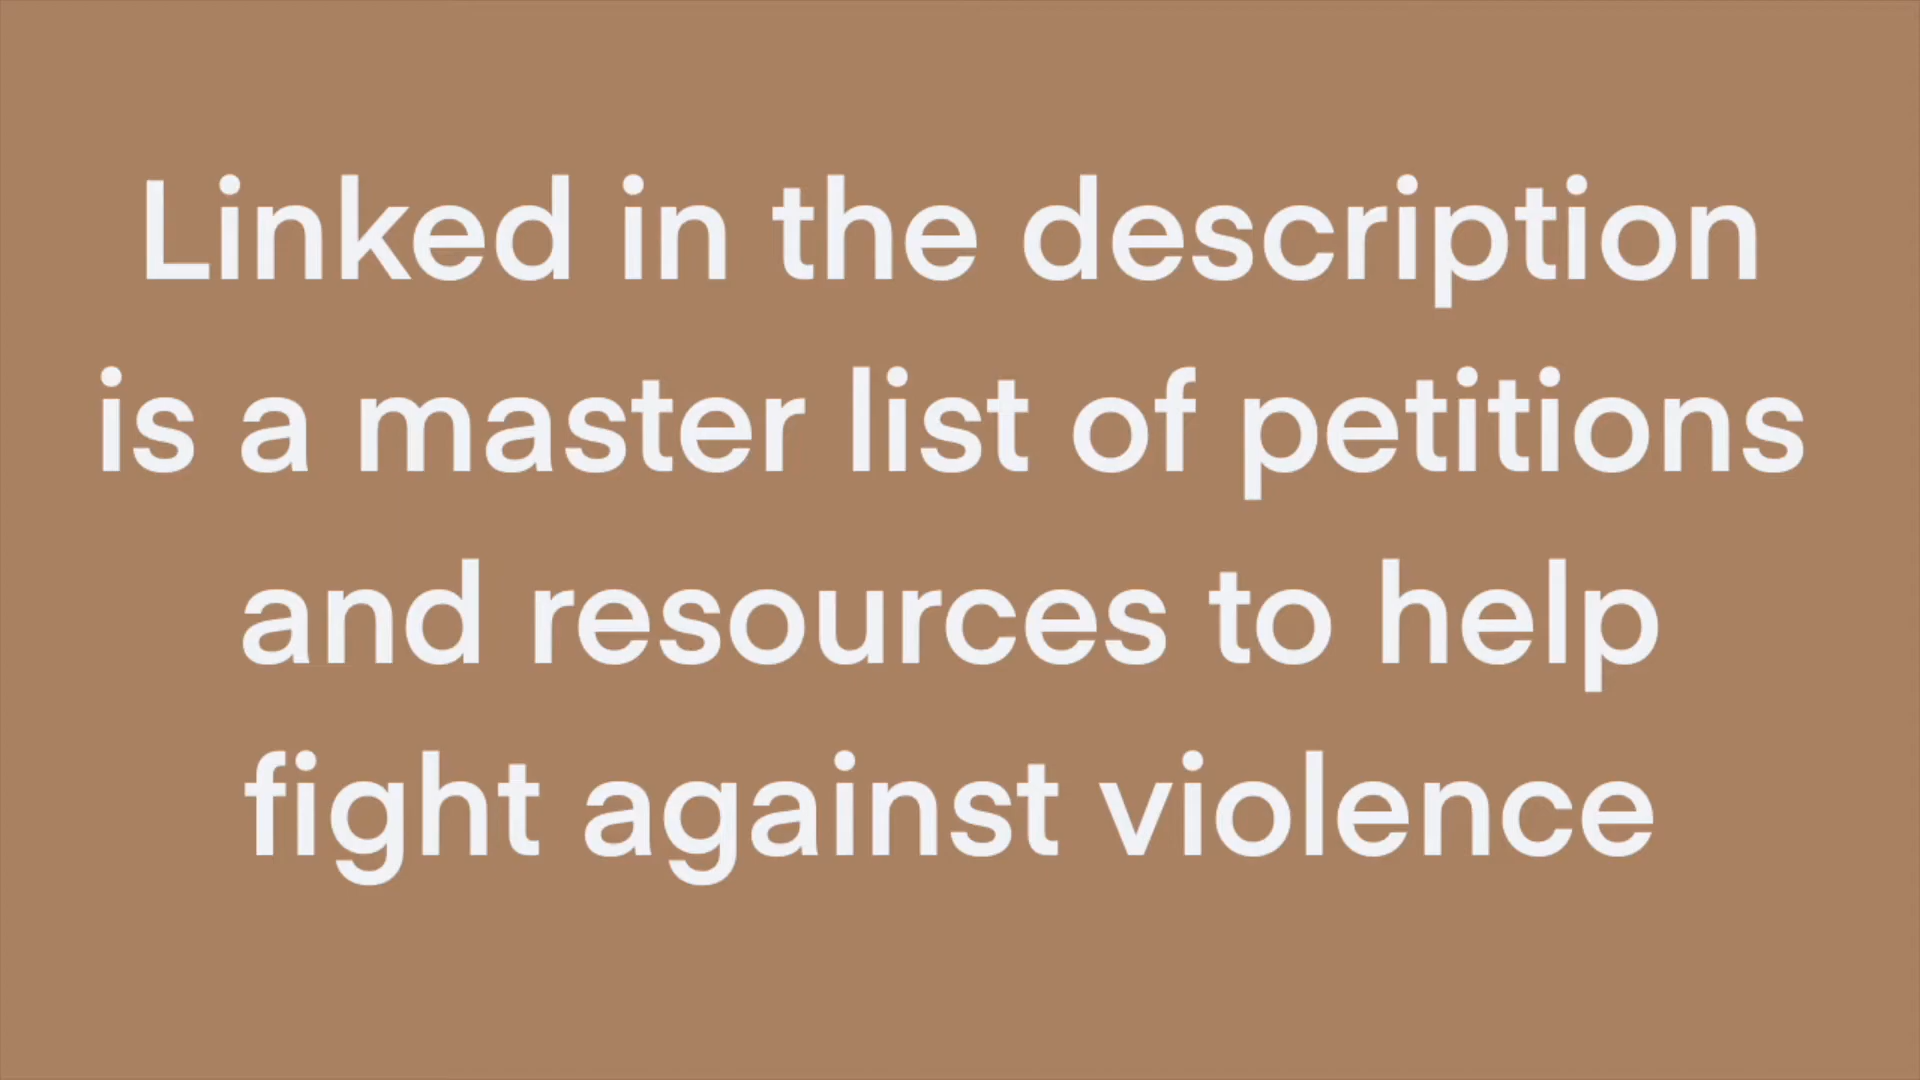 Linked in the description
is a master list of petitions
and resources to help
fight against violence